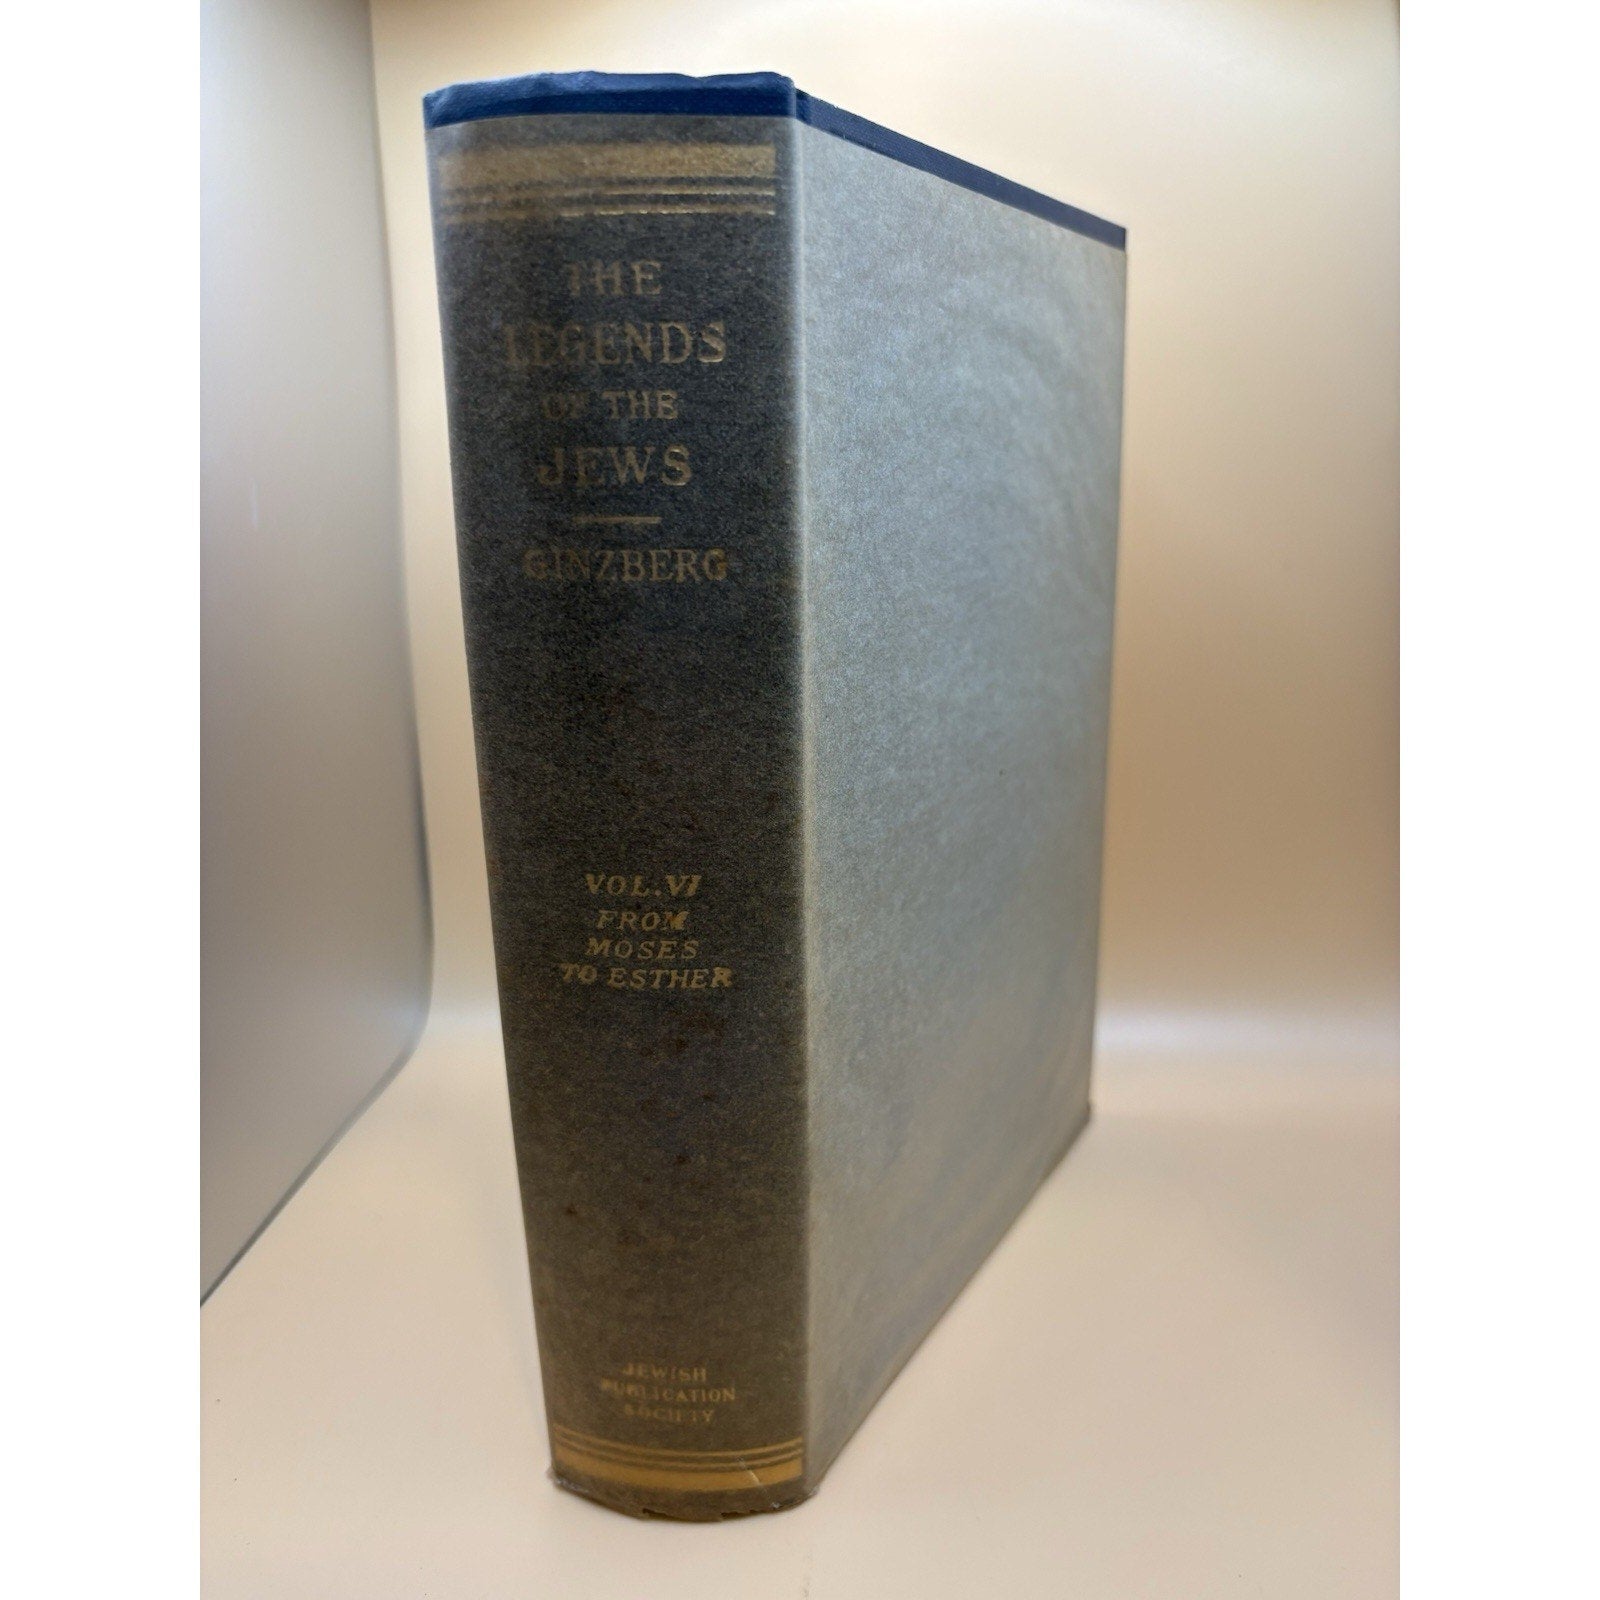 THE
LEGENDS
OF THE
JEWS
GINZBERG
VOL. VI
FROM
MOSES
TO ESTHER
JEWISH
PUBLICATION
SOCIETY